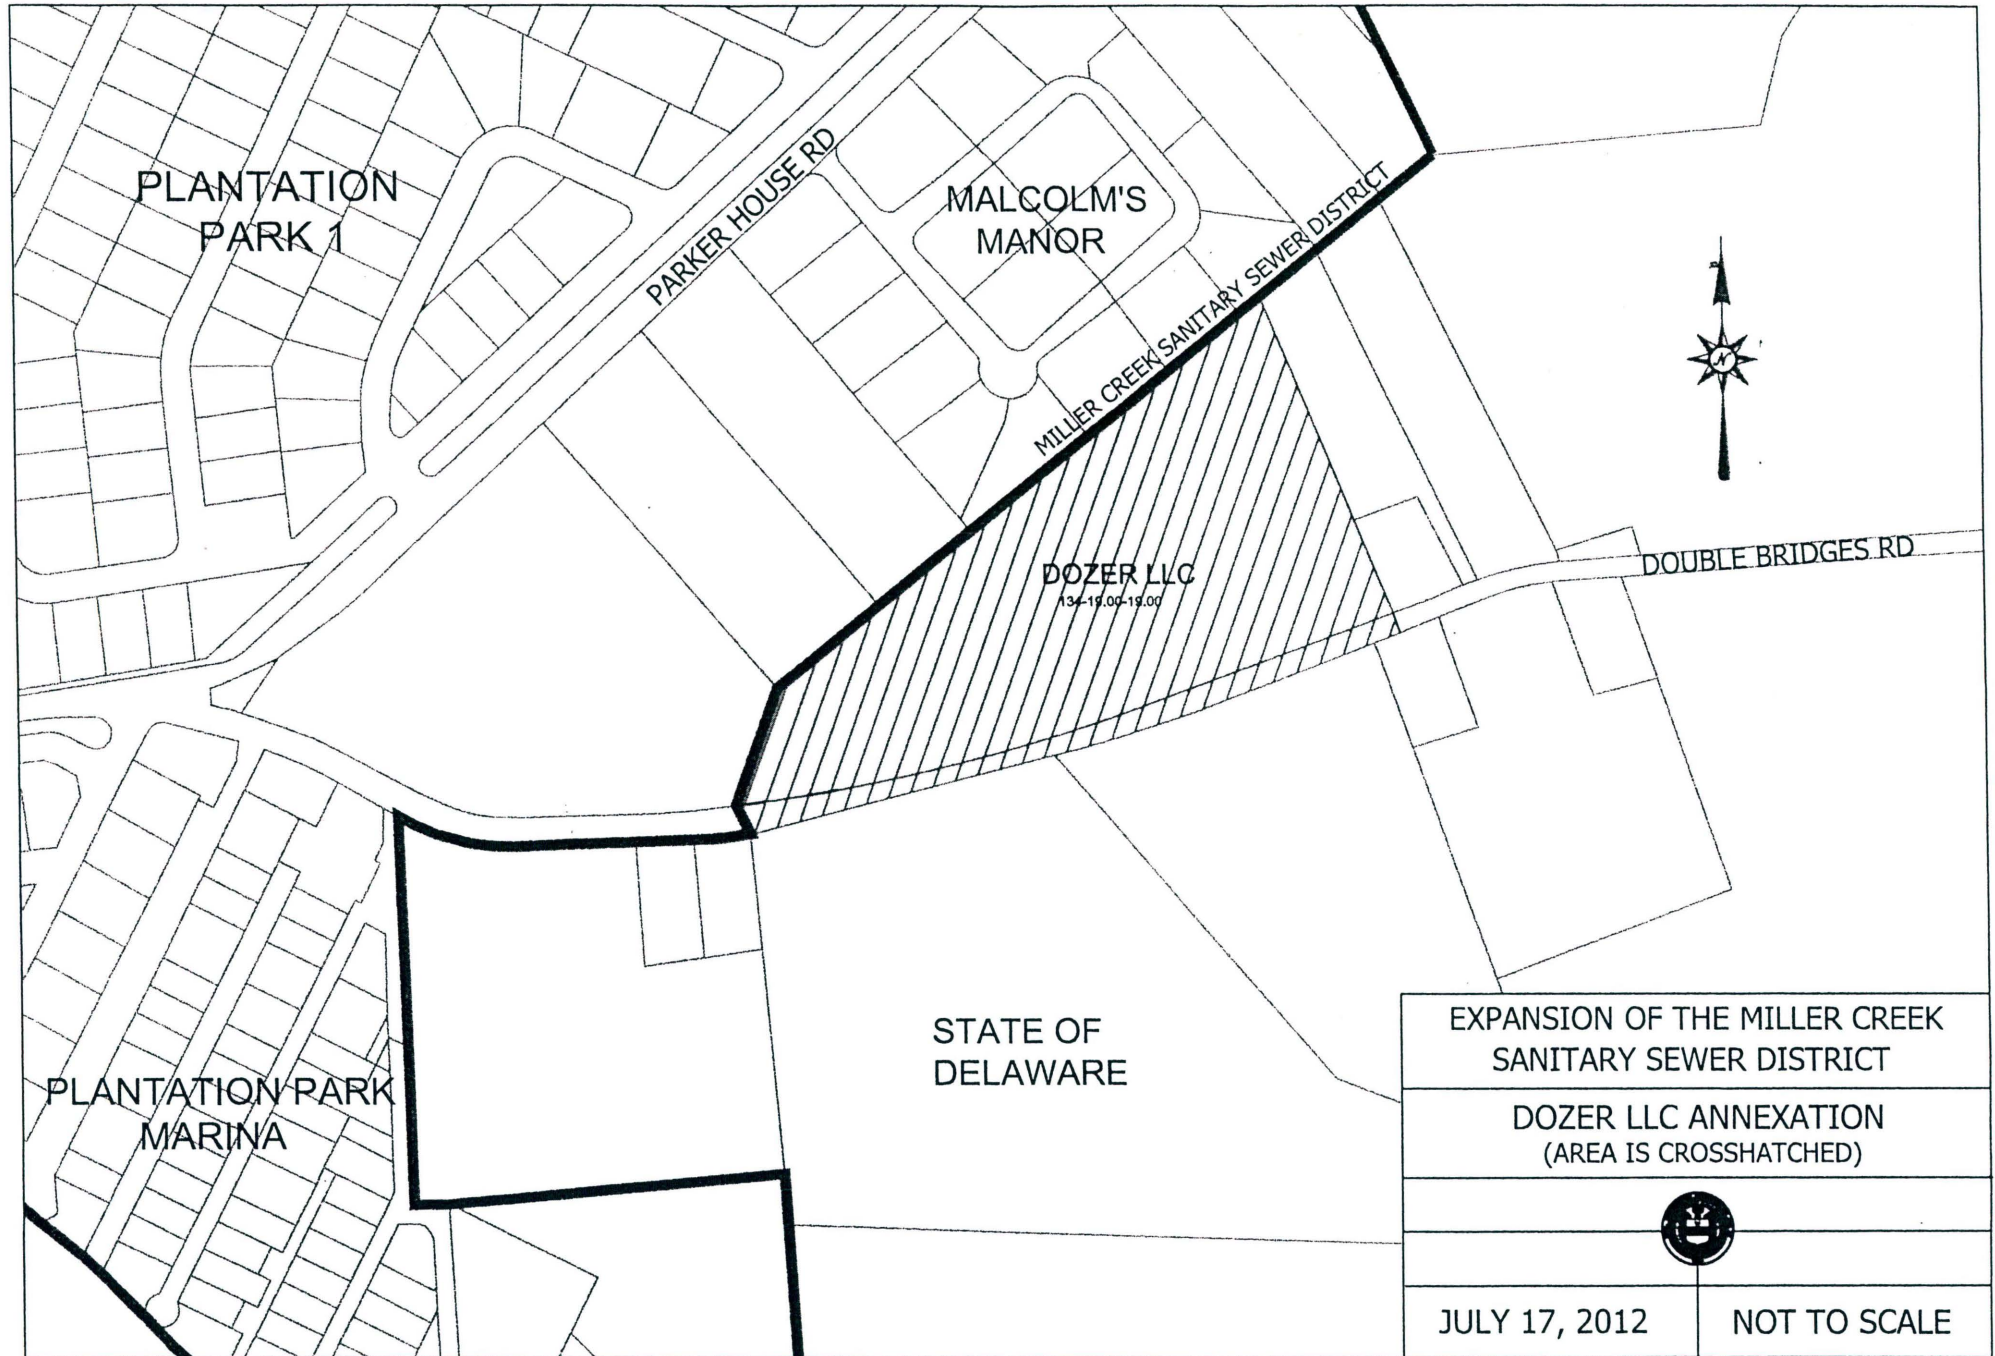 PLANTATION
PARK 1
PARKER HOUSE RD
MALCOLM'S
MANOR
MILLER CREEK SANITARY SEWER DISTRICT
N
DOZER LLC
134-19.00-19.00
DOUBLE BRIDGES RD
PLANTATION PARK
MARINA
STATE OF
DELAWARE
EXPANSION OF THE MILLER CREEK
SANITARY SEWER DISTRICT
DOZER LLC ANNEXATION
(AREA IS CROSSHATCHED)
JULY 17, 2012
NOT TO SCALE